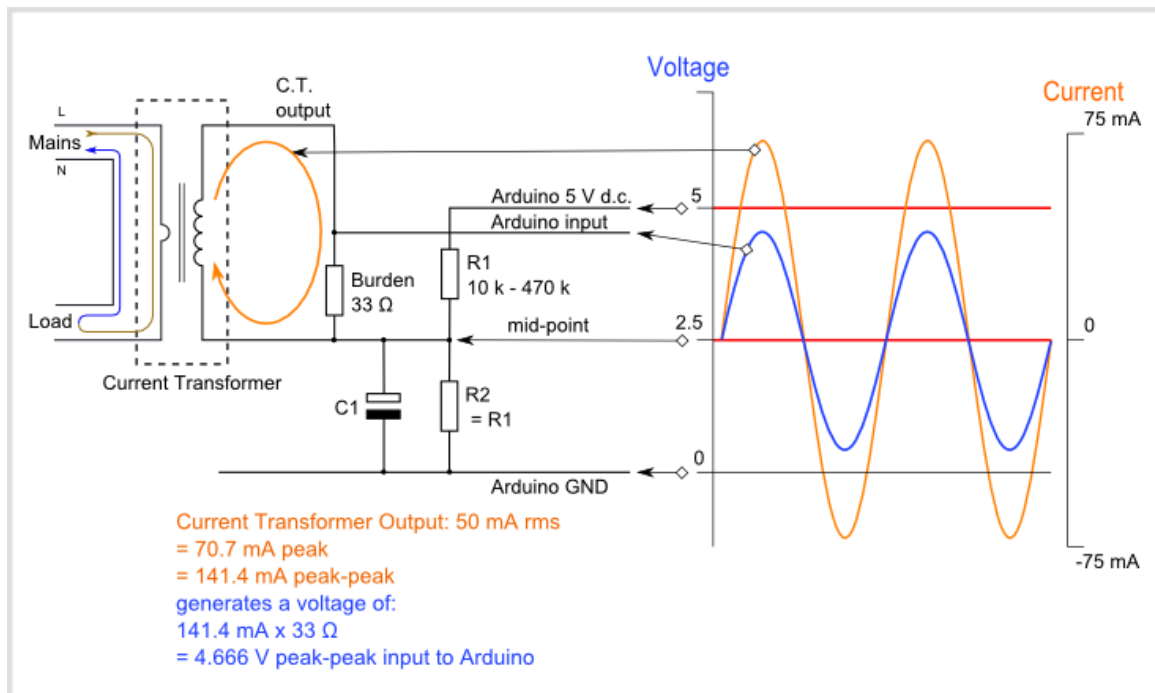 Voltage
C.T.
output
Current
75 mA
L
Mains
N
Arduino 5 V d.c.
5
Arduino input
R1
10 k - 470 k
Burden
33 Ω
mid-point
2.5
0
Load
Current Transformer
C1
R2
= R1
0
Arduino GND
-75 mA
Current Transformer Output: 50 mA rms
= 70.7 mA peak
= 141.4 mA peak-peak
generates a voltage of:
141.4 mA x 33 Ω
= 4.666 V peak-peak input to Arduino